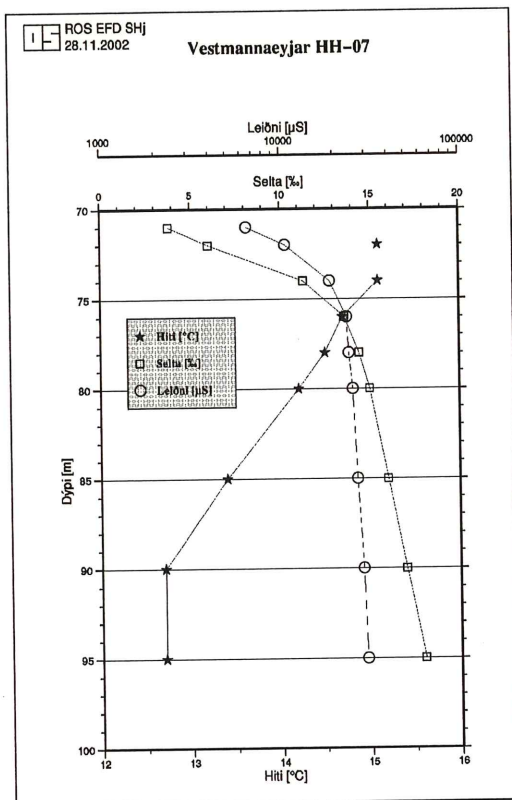 IS ROS EFD SHj
28.11.2002
Vestmannaeyjar HH-07
Leiðni [µS]
1000 10000 100000
Selta [‰]
0 5 10 15 20
70
75
80
85
90
95
100
Dýpi [m]
Hiti [°C]
Selta [‰]
Leiðni [µS]
12 13 14 15 16
Hiti [°C]